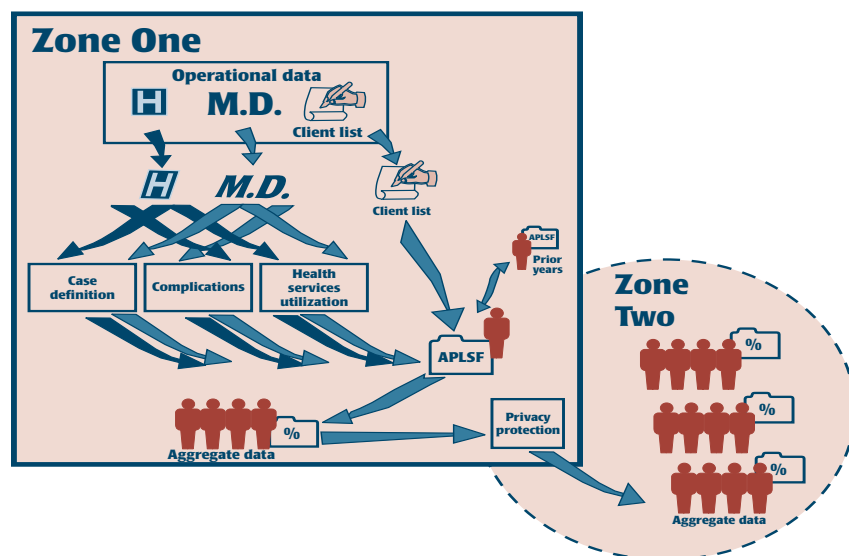 Zone One
Operational data
H
M.D.
Client list
H
M.D.
Client list
APLSF
Prior
years
Case
definition
Complications
Health
services
utilization
Zone
Two
APLSF
%
Aggregate data
Privacy
protection
%
%
%
Aggregate data